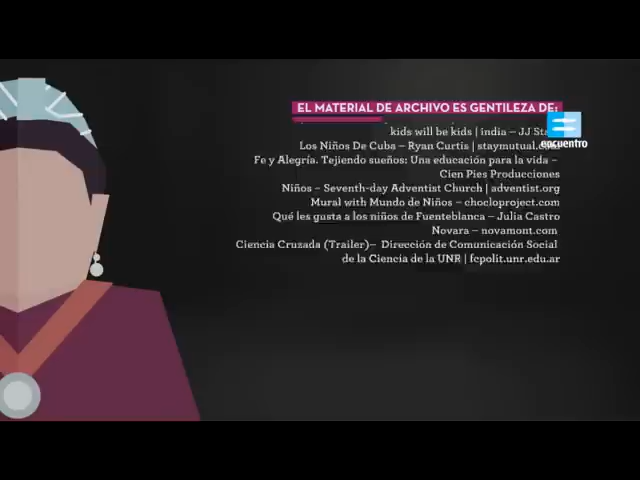 EL MATERIAL DE ARCHIVO ES GENTILEZA DE:
kids will be kids | india – JJ
Los Niños De Cuba – Ryan Curtis | staymutual.com
encuentro
Fe y Alegría. Tejiendo sueños: Una educación para la vida –
Cien Pies Producciones
Niños – Seventh-day Adventist Church | adventist.org
Mural with Mundo de Niños – chocloproject.com
Qué les gusta a los niños de Fuenteblanca – Julia Castro
Novara – novamont.com
Ciencia Cruzada (Trailer)– Dirección de Comunicación Social
de la Ciencia de la UNR | fcpolit.unr.edu.ar